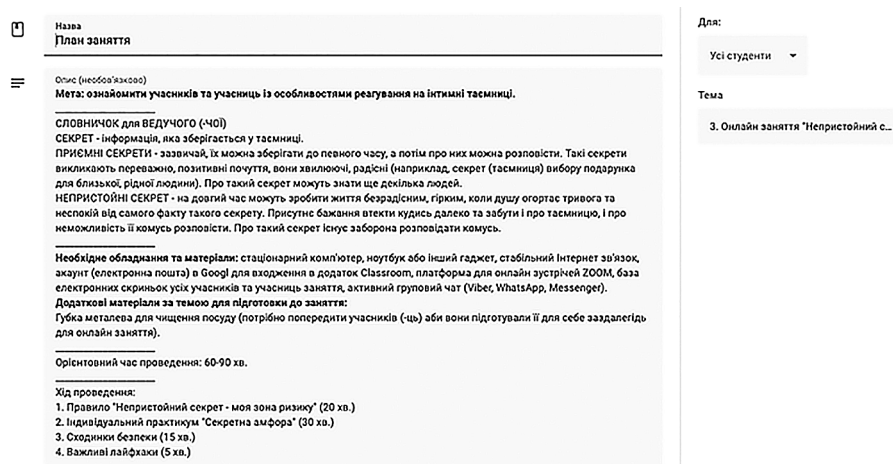 Назва
План заняття
Опис (необов'язково)
Мета: ознайомити учасників та учасниць із особливостями реагування на інтимні таємниці.
СЛОВНИЧОК для ВЕДУЧОГО (-ЧОЇ)
СЕКРЕТ - інформація, яка зберігається у таємниці.
ПРИЄМНІ СЕКРЕТИ - зазвичай, їх можна зберігати до певного часу, а потім про них можна розповісти. Такі секрети
викликають переважно, позитивні почуття, вони хвилюючі, радісні (наприклад, секрет (таємниця) вибору подарунка
для близької, рідної людини). Про такий секрет можуть знати ще декілька людей.
НЕПРИСТОЙНІ СЕКРЕТ - на довгий час можуть зробити життя безрадісним, гірким, коли душу огортає тривога та
неспокій від самого факту такого секрету. Присутнє бажання втекти кудись далеко та забути і про таємницю, і про
неможливість її комусь розповісти. Про такий секрет існує заборона розповідати комусь.
Необхідне обладнання та матеріали: стаціонарний комп'ютер, ноутбук або інший гаджет, стабільний Інтернет зв'язок,
акаунт (електронна пошта) в Googl для входження в додаток Classroom, платформа для онлайн зустрічей ZOOM, база
електронних скриньок усіх учасників та учасниць заняття, активний груповий чат (Viber, WhatsApp, Messenger).
Додаткові матеріали за темою для підготовки до заняття:
Губка металева для чищення посуду (потрібно попередити учасників (-ць) аби вони підготували її для себе заздалегідь
для онлайн заняття).
Орієнтовний час проведення: 60-90 хв.
Хід проведення:
1. Правило "Непристойний секрет - моя зона ризику" (20 хв.)
2. Індивідуальний практикум "Секретна амфора" (30 хв.)
3. Сходинки безпеки (15 хв.)
4. Важливі лайфхаки (5 хв.)
Для:
Усі студенти
Тема
3. Онлайн заняття "Непристойний с...